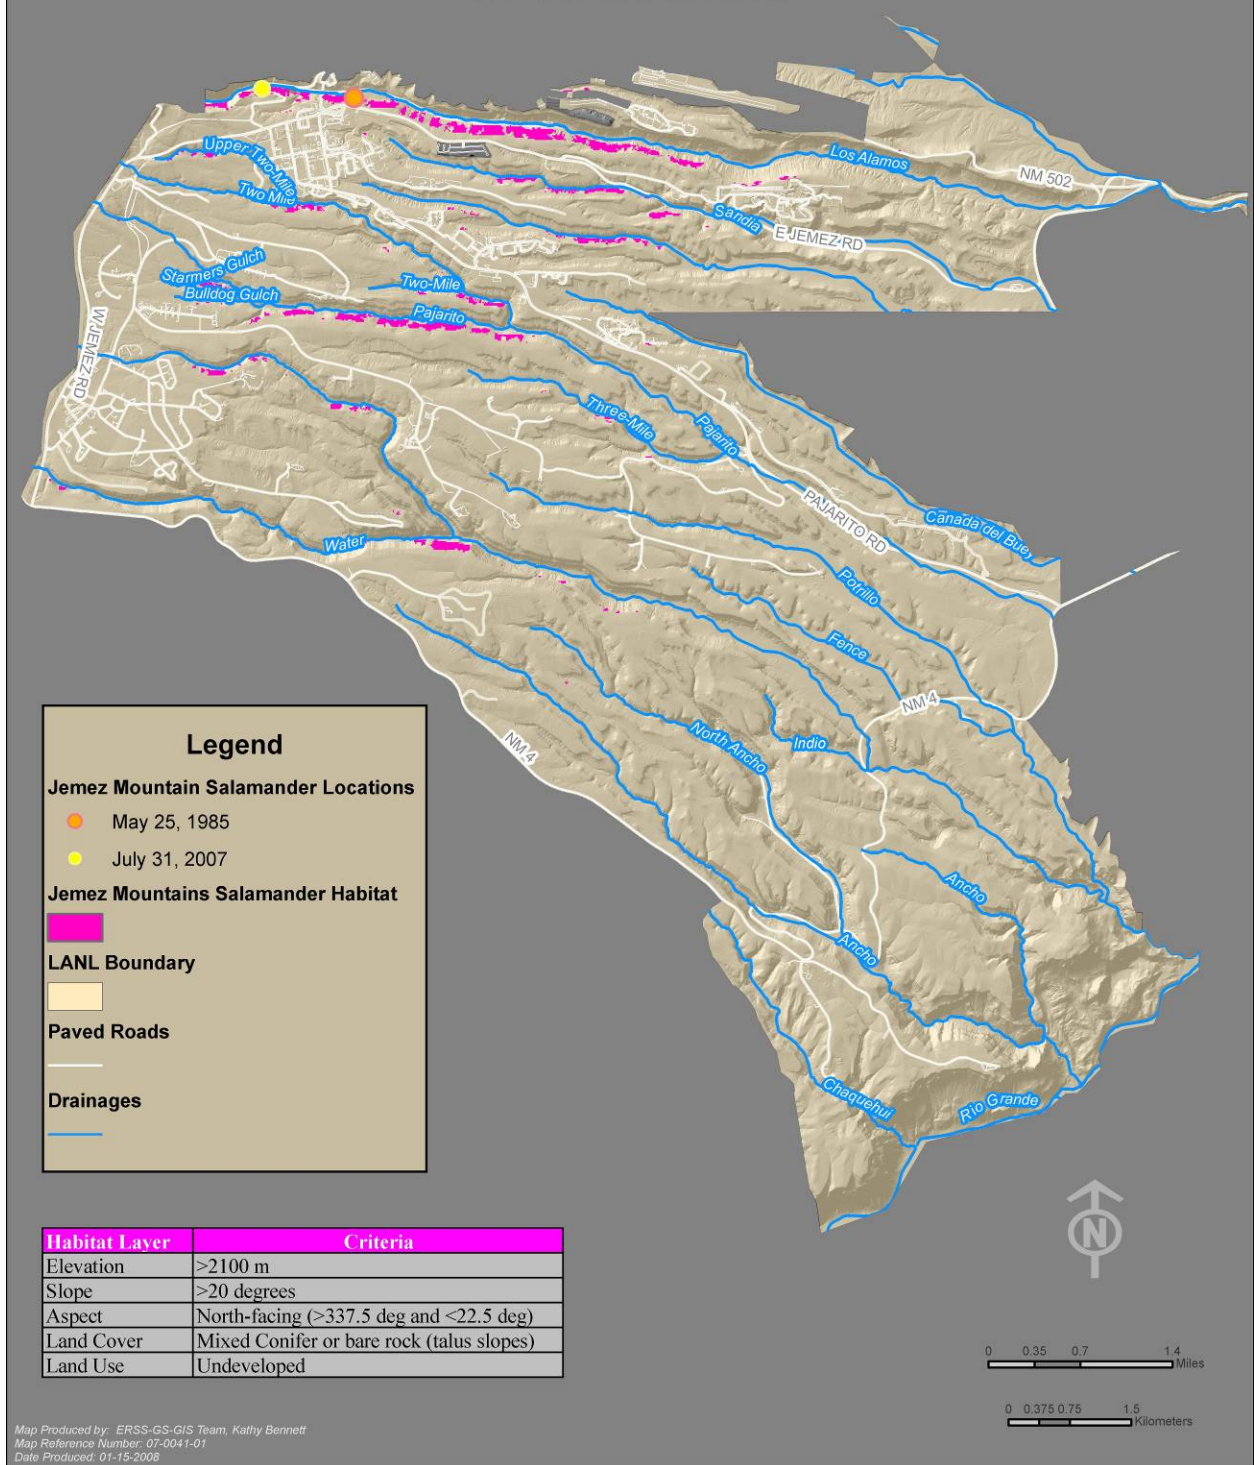 Los Alamos
NM 502
Upper Two-Mile
Two Mile
Sandia
E JEMEZ RD
Starmers Gulch
Bulldog Gulch
Two-Mile
Pajarito
W JEMEZ RD
Three-Mile
Pajarito
PAJARITO RD
Canada del Buey
Water
Potrillo
Fence
NM 4
North Ancho
Indio
NM 4
Ancho
Ancho
Chaquehui
Rio Grande
Legend
Jemez Mountain Salamander Locations
May 25, 1985
July 31, 2007
Jemez Mountains Salamander Habitat
LANL Boundary
Paved Roads
Drainages
N
Habitat Layer Criteria
Elevation >2100 m
Slope >20 degrees
Aspect North-facing (>337.5 deg and <22.5 deg)
Land Cover Mixed Conifer or bare rock (talus slopes)
Land Use Undeveloped
0 0.35 0.7 1.4
Miles
0 0.375 0.75 1.5
Kilometers
Map Produced by: ERSS-GS-GIS Team, Kathy Bennett
Map Reference Number: 07-0041-01
Date Produced: 01-15-2008